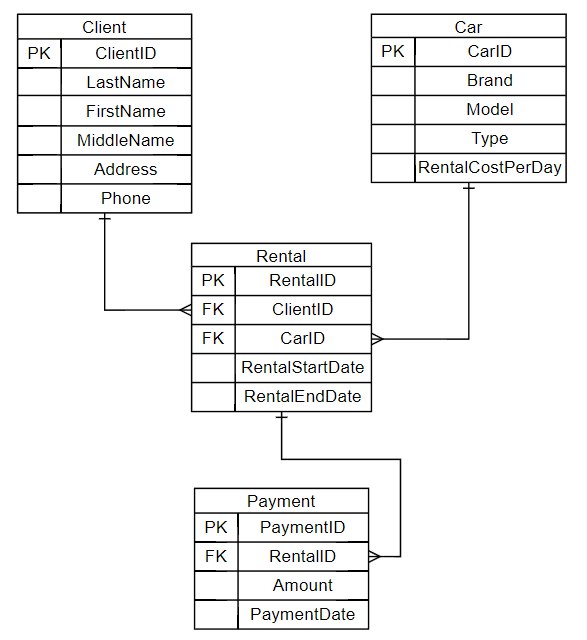 Client
PK ClientID
LastName
FirstName
MiddleName
Address
Phone
Car
PK CarID
Brand
Model
Type
RentalCostPerDay
Rental
PK RentalID
FK ClientID
FK CarID
RentalStartDate
RentalEndDate
Payment
PK PaymentID
FK RentalID
Amount
PaymentDate